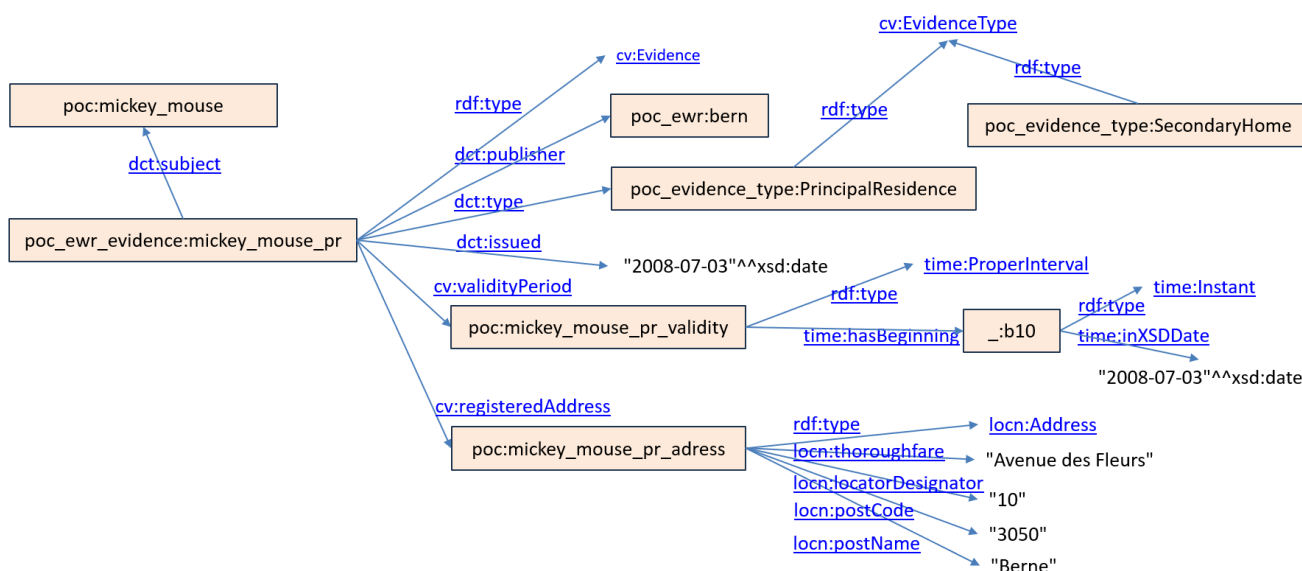 cv:EvidenceType
cv:Evidence
rdf:type
poc:mickey_mouse
rdf:type
rdf:type
poc_ewr:bern
poc_evidence_type:SecondaryHome
dct:subject
dct:publisher
poc_evidence_type:PrincipalResidence
dct:type
poc_ewr_evidence:mickey_mouse_pr
dct:issued
"2008-07-03"^^xsd:date
time:ProperInterval
cv:validityPeriod
rdf:type
time:Instant
rdf:type
poc:mickey_mouse_pr_validity
time:hasBeginning
_:b10
time:inXSDDate
"2008-07-03"^^xsd:date
cv:registeredAddress
rdf:type
locn:Address
poc:mickey_mouse_pr_adress
locn:thoroughfare
"Avenue des Fleurs"
locn:locatorDesignator
"10"
locn:postCode
"3050"
locn:postName
"Berne"